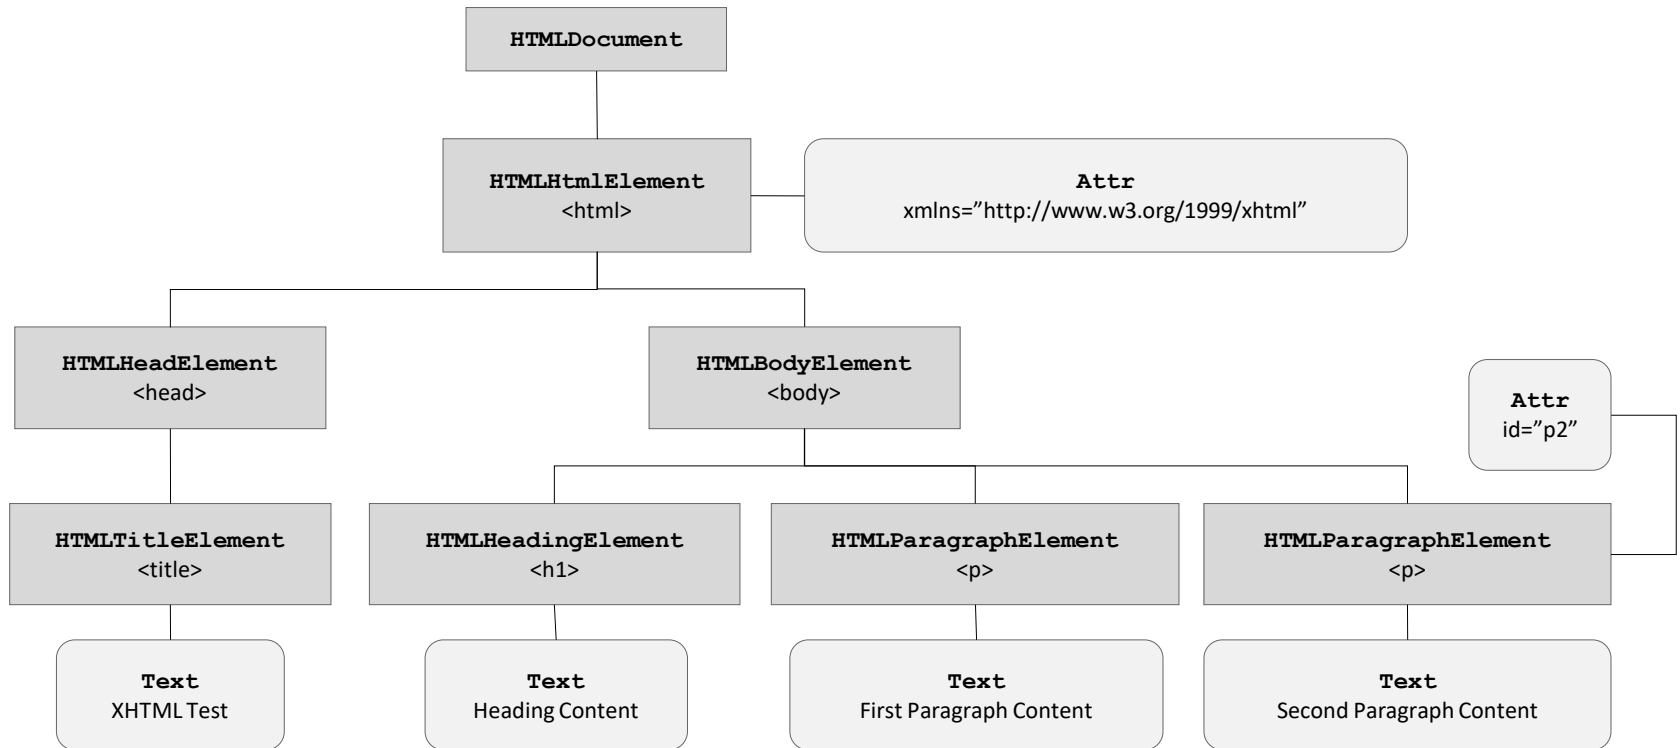 HTMLDocument
HTMLHtmlElement
<html>
Attr
xmlns=”http://www.w3.org/1999/xhtml”
HTMLHeadElement
<head>
HTMLBodyElement
<body>
Attr
id=”p2”
HTMLTitleElement
<title>
HTMLHeadingElement
<h1>
HTMLParagraphElement
<p>
HTMLParagraphElement
<p>
Text
XHTML Test
Text
Heading Content
Text
First Paragraph Content
Text
Second Paragraph Content